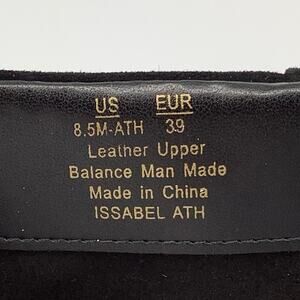 US EUR
8.5M-ATH 39
Leather Upper
Balance Man Made
Made in China
ISSABEL ATH